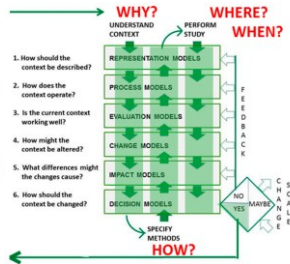 WHY?
WHERE?
WHEN?
UNDERSTAND
CONTEXT
PERFORM
STUDY
1. How should the
context be described?
REPRESENTATION MODELS
2. How does the
context operate?
PROCESS MODELS
3. Is the current context
working well?
EVALUATION MODELS
4. How might the
context be altered?
CHANGE MODELS
5. What differences might
the changes cause?
IMPACT MODELS
6. How should the
context be changed?
DECISION MODELS
FEEDBACK
NO
YES
MAYBE
CHANGE
SCALE
SPECIFY
METHODS
HOW?